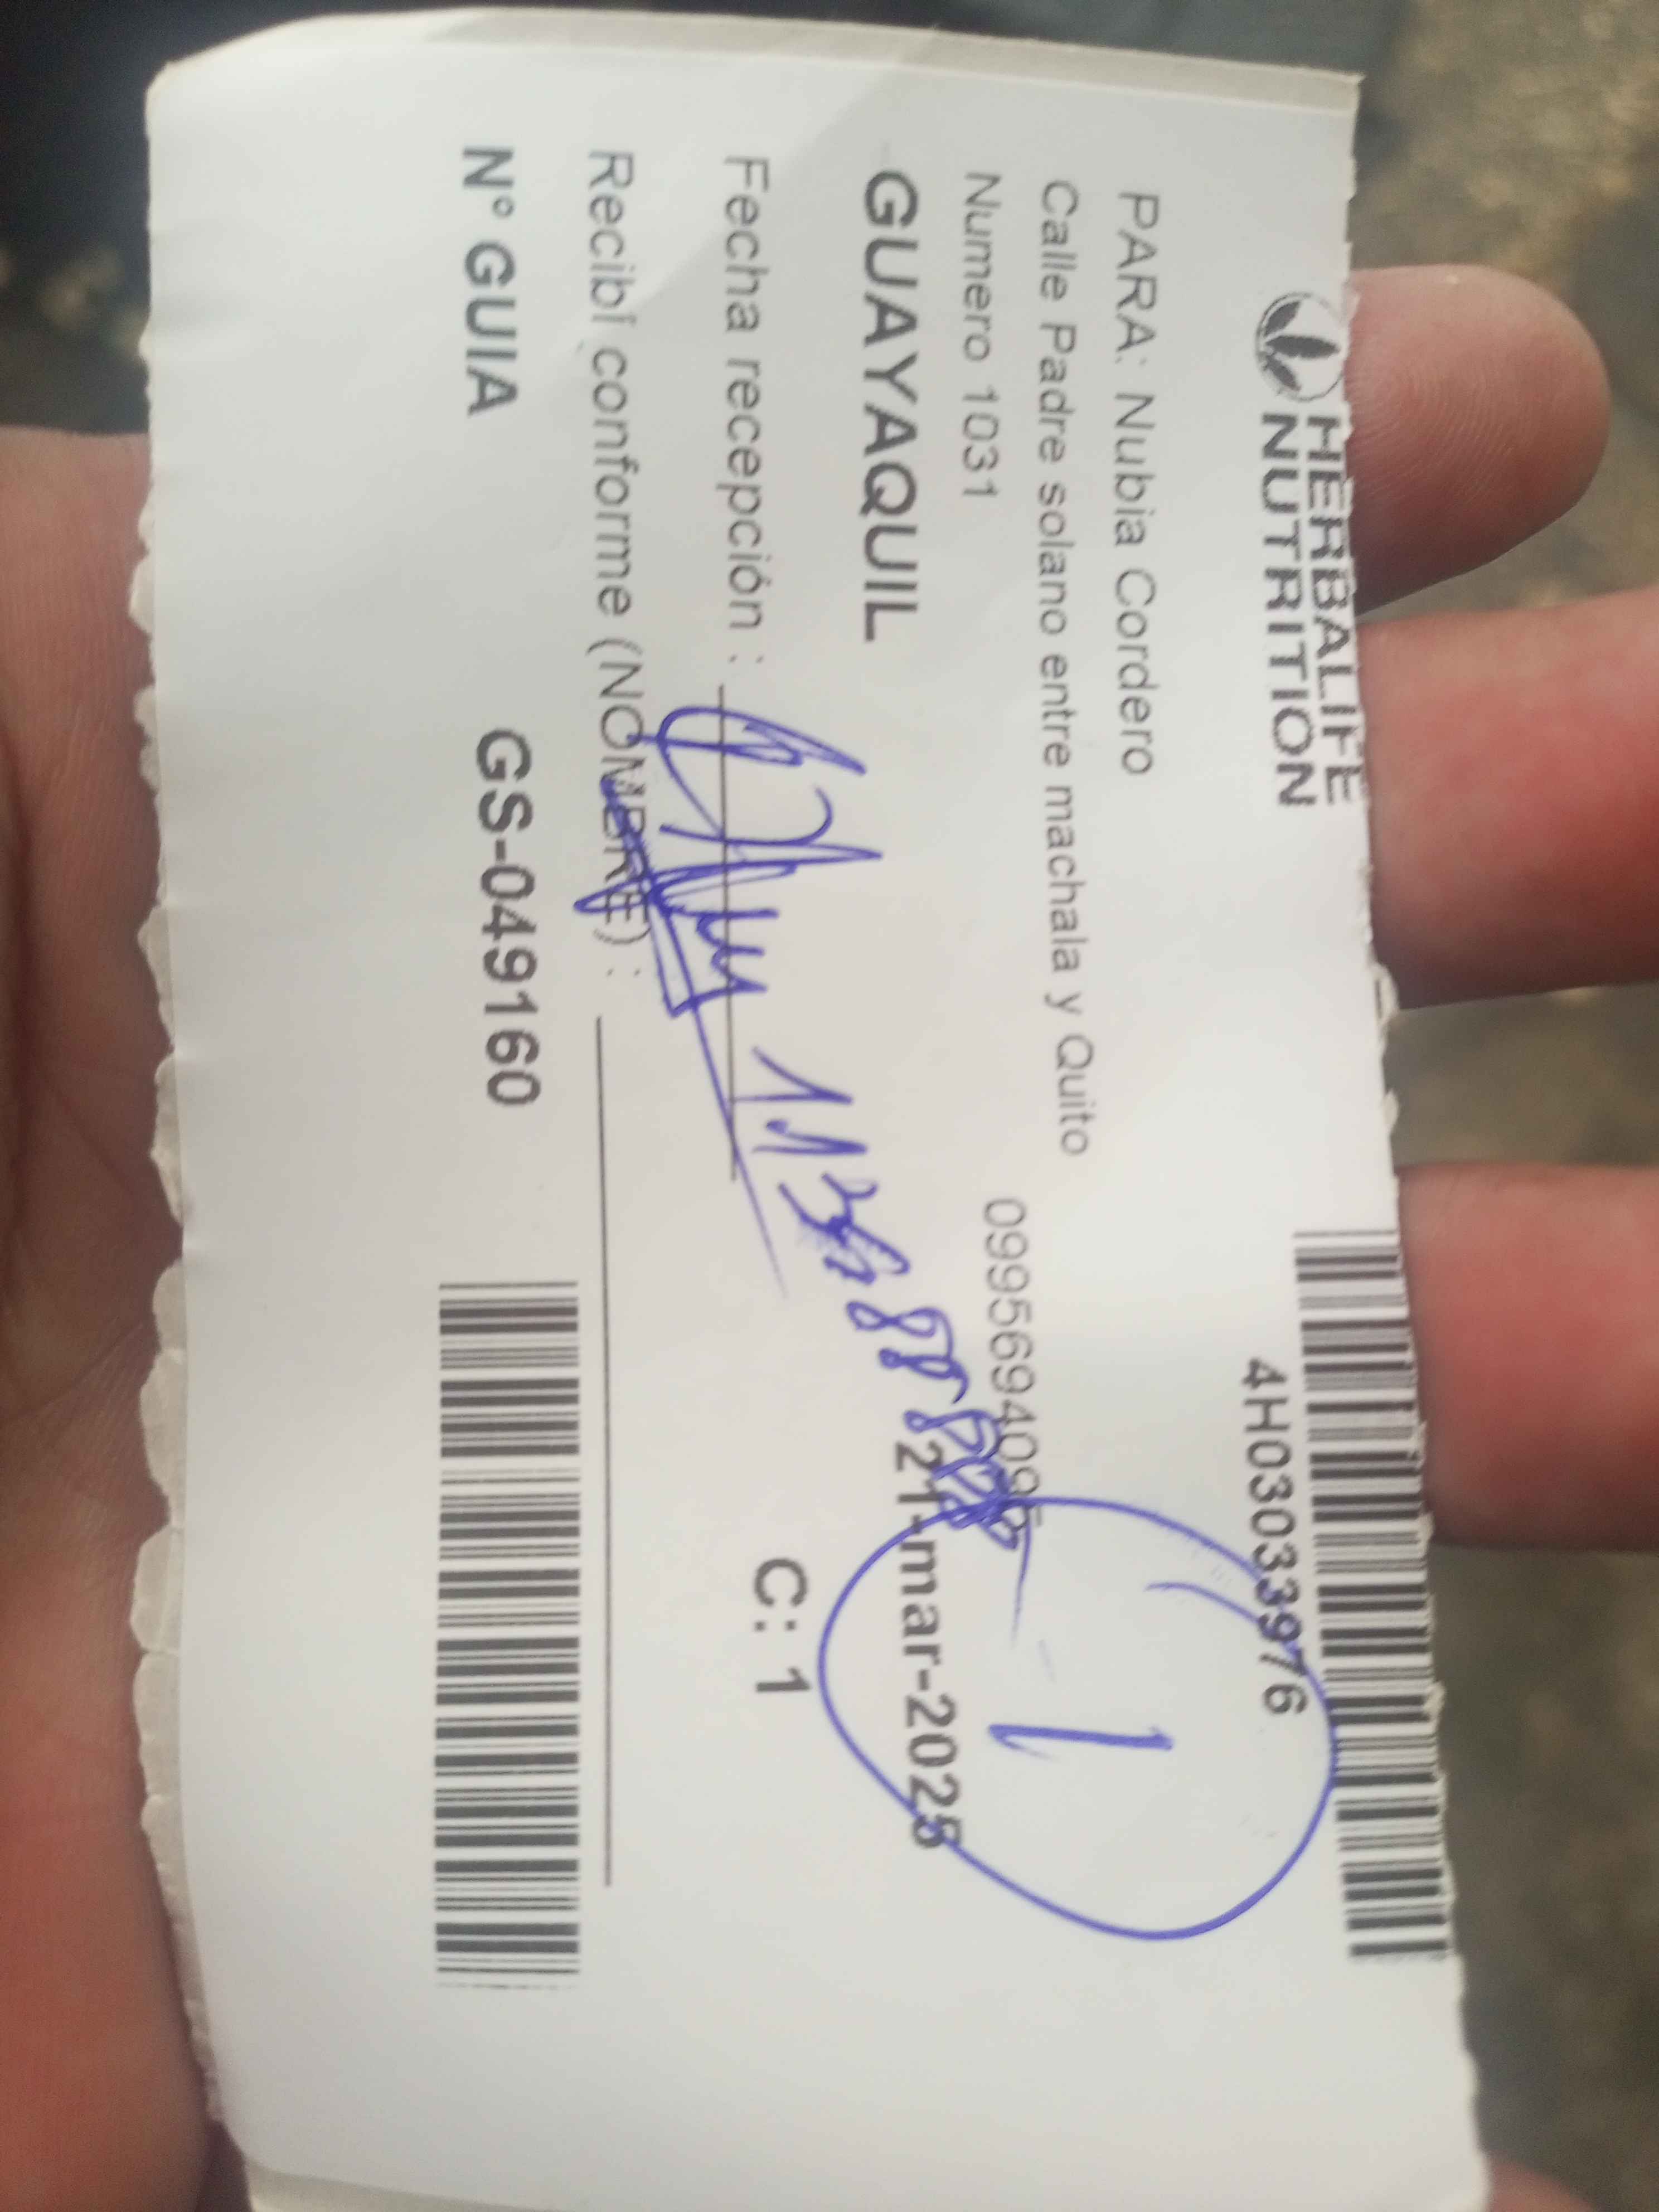 HERBALIFE
NUTRITION
4H03033976
PARA: Nubia Cordero
Calle Padre solano entre machala y Quito
Numero 1031
GUAYAQUIL
21-mar-2025
Fecha recepción :
C: 1
1
Recibí conforme (NOMBRE) :
N° GUIA
GS-049160